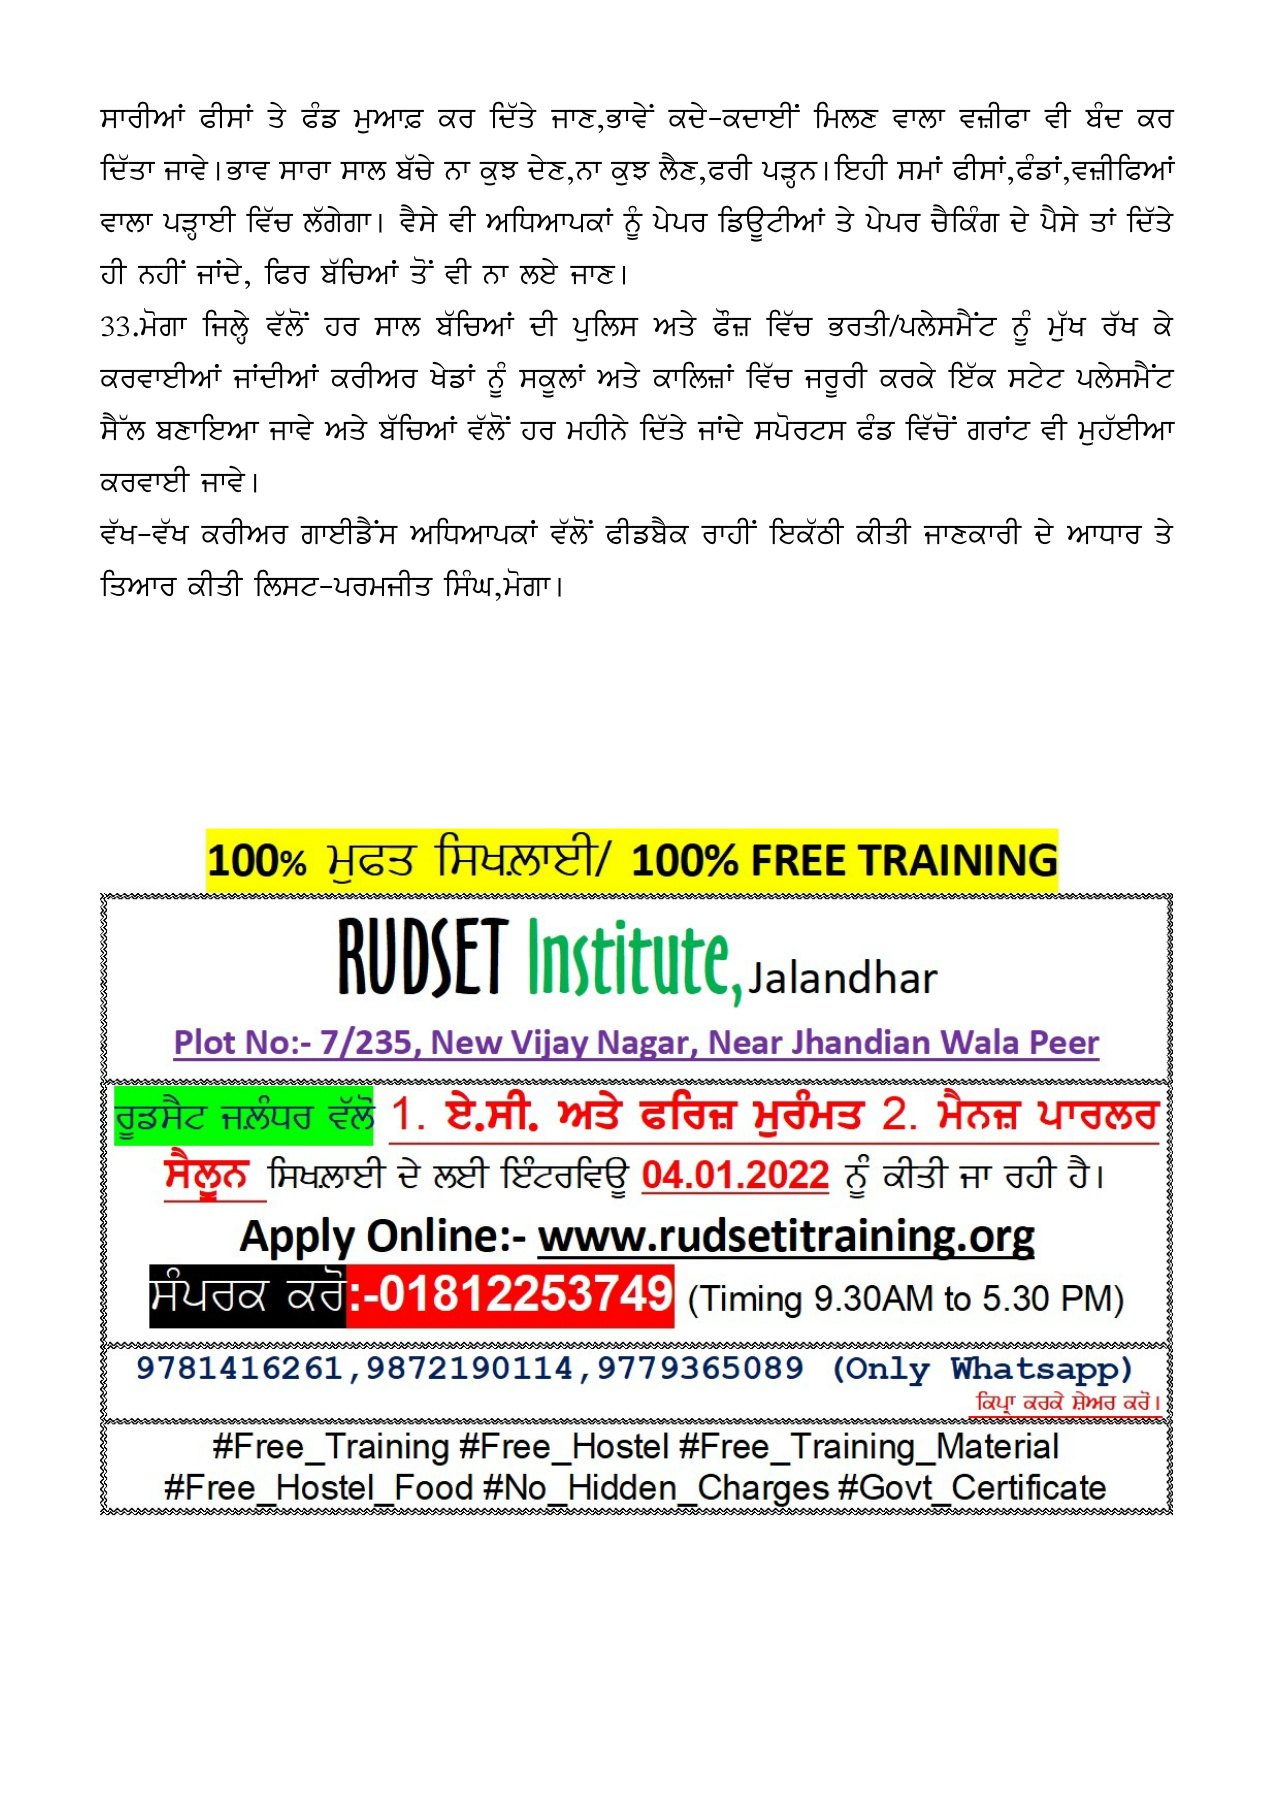 ਸਾਰੀਆਂ ਫੀਸਾਂ ਤੇ ਫੰਡ ਮੁਆਫ਼ ਕਰ ਦਿੱਤੇ ਜਾਣ,ਭਾਵੇਂ ਕਦੇ-ਕਦਾਈਂ ਮਿਲਣ ਵਾਲਾ ਵਜ਼ੀਫਾ ਵੀ ਬੰਦ ਕਰ
ਦਿੱਤਾ ਜਾਵੇ।ਭਾਵ ਸਾਰਾ ਸਾਲ ਬੱਚੇ ਨਾ ਕੁਝ ਦੇਣ,ਨਾ ਕੁਝ ਲੈਣ,ਫਰੀ ਪੜ੍ਹਨ।ਇਹੀ ਸਮਾਂ ਫੀਸਾਂ,ਫੰਡਾਂ,ਵਜ਼ੀਫਿਆਂ
ਵਾਲਾ ਪੜ੍ਹਾਈ ਵਿੱਚ ਲੱਗੇਗਾ। ਵੈਸੇ ਵੀ ਅਧਿਆਪਕਾਂ ਨੂੰ ਪੇਪਰ ਡਿਊਟੀਆਂ ਤੇ ਪੇਪਰ ਚੈਕਿੰਗ ਦੇ ਪੈਸੇ ਤਾਂ ਦਿੱਤੇ
ਹੀ ਨਹੀਂ ਜਾਂਦੇ, ਫਿਰ ਬੱਚਿਆਂ ਤੋਂ ਵੀ ਨਾ ਲਏ ਜਾਣ।
33.ਮੋਗਾ ਜਿਲ੍ਹੇ ਵੱਲੋਂ ਹਰ ਸਾਲ ਬੱਚਿਆਂ ਦੀ ਪੁਲਿਸ ਅਤੇ ਫੌਜ਼ ਵਿੱਚ ਭਰਤੀ/ਪਲੇਸਮੈਂਟ ਨੂੰ ਮੁੱਖ ਰੱਖ ਕੇ
ਕਰਵਾਈਆਂ ਜਾਂਦੀਆਂ ਕਰੀਅਰ ਖੇਡਾਂ ਨੂੰ ਸਕੂਲਾਂ ਅਤੇ ਕਾਲਿਜ਼ਾਂ ਵਿੱਚ ਜਰੂਰੀ ਕਰਕੇ ਇੱਕ ਸਟੇਟ ਪਲੇਸਮੈਂਟ
ਸੈੱਲ ਬਣਾਇਆ ਜਾਵੇ ਅਤੇ ਬੱਚਿਆਂ ਵੱਲੋਂ ਹਰ ਮਹੀਨੇ ਦਿੱਤੇ ਜਾਂਦੇ ਸਪੋਰਟਸ ਫੰਡ ਵਿੱਚੋਂ ਗਰਾਂਟ ਵੀ ਮੁਹੱਈਆ
ਕਰਵਾਈ ਜਾਵੇ।
ਵੱਖ-ਵੱਖ ਕਰੀਅਰ ਗਾਈਡੈਂਸ ਅਧਿਆਪਕਾਂ ਵੱਲੋਂ ਫੀਡਬੈਕ ਰਾਹੀਂ ਇਕੱਠੀ ਕੀਤੀ ਜਾਣਕਾਰੀ ਦੇ ਆਧਾਰ ਤੇ
ਤਿਆਰ ਕੀਤੀ ਲਿਸਟ-ਪਰਮਜੀਤ ਸਿੰਘ,ਮੋਗਾ।
100% ਮੁਫਤ ਸਿਖਲਾਈ/ 100% FREE TRAINING
RUDSET Institute, Jalandhar
Plot No:- 7/235, New Vijay Nagar, Near Jhandian Wala Peer
ਰੂਡਸੈਟ ਜਲੰਧਰ ਵੱਲੋ 1. ਏ.ਸੀ. ਅਤੇ ਫਰਿਜ਼ ਮੁਰੰਮਤ 2. ਮੈਨਜ਼ ਪਾਰਲਰ
ਸੈਲੂਨ ਸਿਖਲਾਈ ਦੇ ਲਈ ਇੰਟਰਵਿਊ 04.01.2022 ਨੂੰ ਕੀਤੀ ਜਾ ਰਹੀ ਹੈ।
Apply Online:- www.rudsetitraining.org
ਸੰਪਰਕ ਕਰੋ:-01812253749 (Timing 9.30AM to 5.30 PM)
9781416261,9872190114,9779365089 (Only Whatsapp)
ਕਿਪ੍ਰਾ ਕਰਕੇ ਸ਼ੇਅਰ ਕਰੋਂ।
#Free_Training #Free_Hostel #Free_Training_Material
#Free_Hostel_Food #No_Hidden_Charges #Govt_Certificate